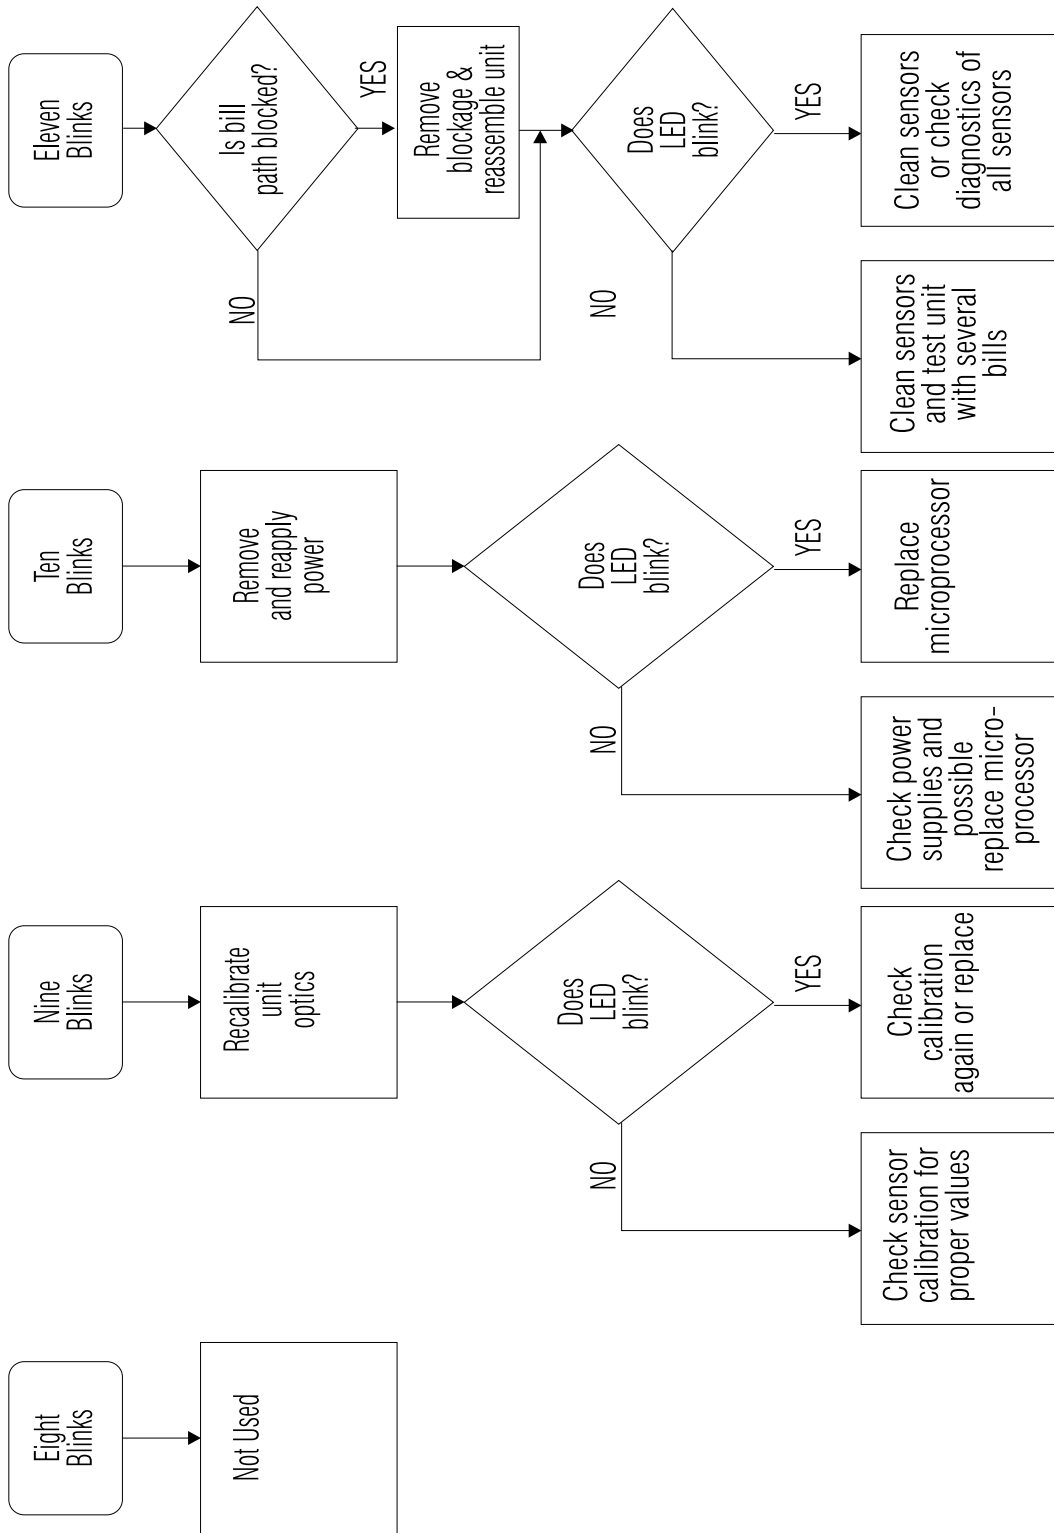 Eight
Blinks
Not Used
Nine
Blinks
Recalibrate
unit
optics
Does
LED
blink?
NO
YES
Check sensor
calibration for
proper values
Check
calibration
again or replace
Ten
Blinks
Remove
and reapply
power
Does
LED
blink?
NO
YES
Check power
supplies and
possible
replace micro-
processor
Replace
microprocessor
Eleven
Blinks
Is bill
path blocked?
NO
YES
Remove
blockage &
reassemble unit
Does
LED
blink?
NO
YES
Clean sensors
and test unit
with several
bills
Clean sensors
or check
diagnostics of
all sensors